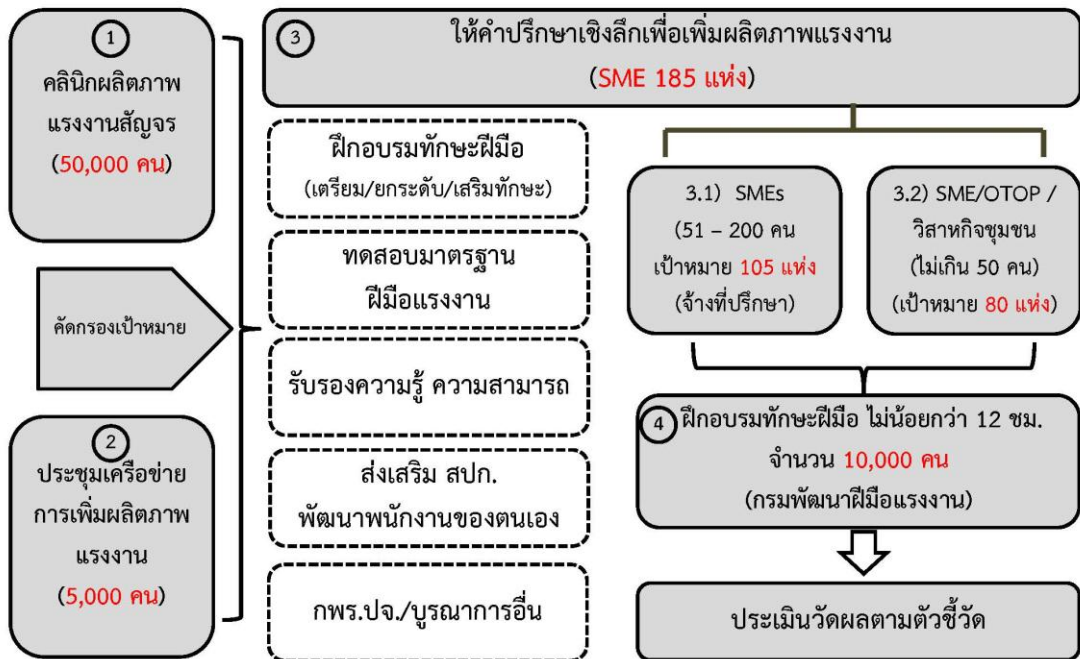 1
คลินิกผลิตภาพ
แรงงานสัญจร
(50,000 คน)
คัดกรองเป้าหมาย
2
ประชุมเครือข่าย
การเพิ่มผลิตภาพ
แรงงาน
(5,000 คน)
3
ให้คำปรึกษาเชิงลึกเพื่อเพิ่มผลิตภาพแรงงาน
(SME 185 แห่ง)
ฝึกอบรมทักษะฝีมือ
(เตรียม/ยกระดับ/เสริมทักษะ)
ทดสอบมาตรฐาน
ฝีมือแรงงาน
รับรองความรู้ ความสามารถ
ส่งเสริม สปก.
พัฒนาพนักงานของตนเอง
กพร.ปจ./บูรณาการอื่น
3.1) SMEs
(51 – 200 คน
เป้าหมาย 105 แห่ง
(จ้างที่ปรึกษา)
3.2) SME/OTOP /
วิสาหกิจชุมชน
(ไม่เกิน 50 คน)
(เป้าหมาย 80 แห่ง)
4
ฝึกอบรมทักษะฝีมือ ไม่น้อยกว่า 12 ชม.
จำนวน 10,000 คน
(กรมพัฒนาฝีมือแรงงาน)
ประเมินวัดผลตามตัวชี้วัด